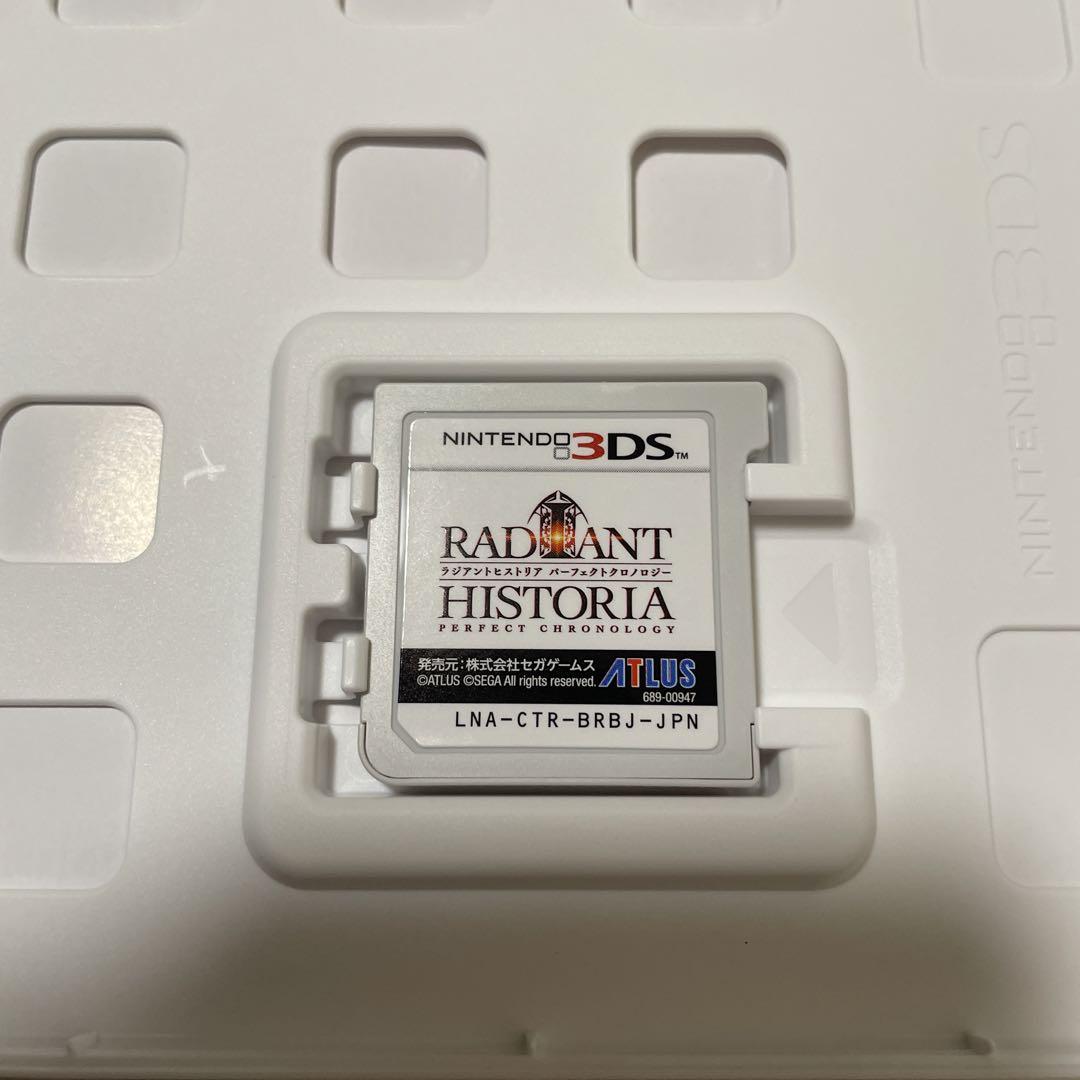 NINTENDO 3DS™
RADIANT
ラジアントヒストリア パーフェクトクロノロジー
HISTORIA
PERFECT CHRONOLOGY
発売元:株式会社セガゲームス
©ATLUS ©SEGA All rights reserved.
ATLUS
689-00947
LNA-CTR-BRBJ-JPN
NINTENDO 3DS